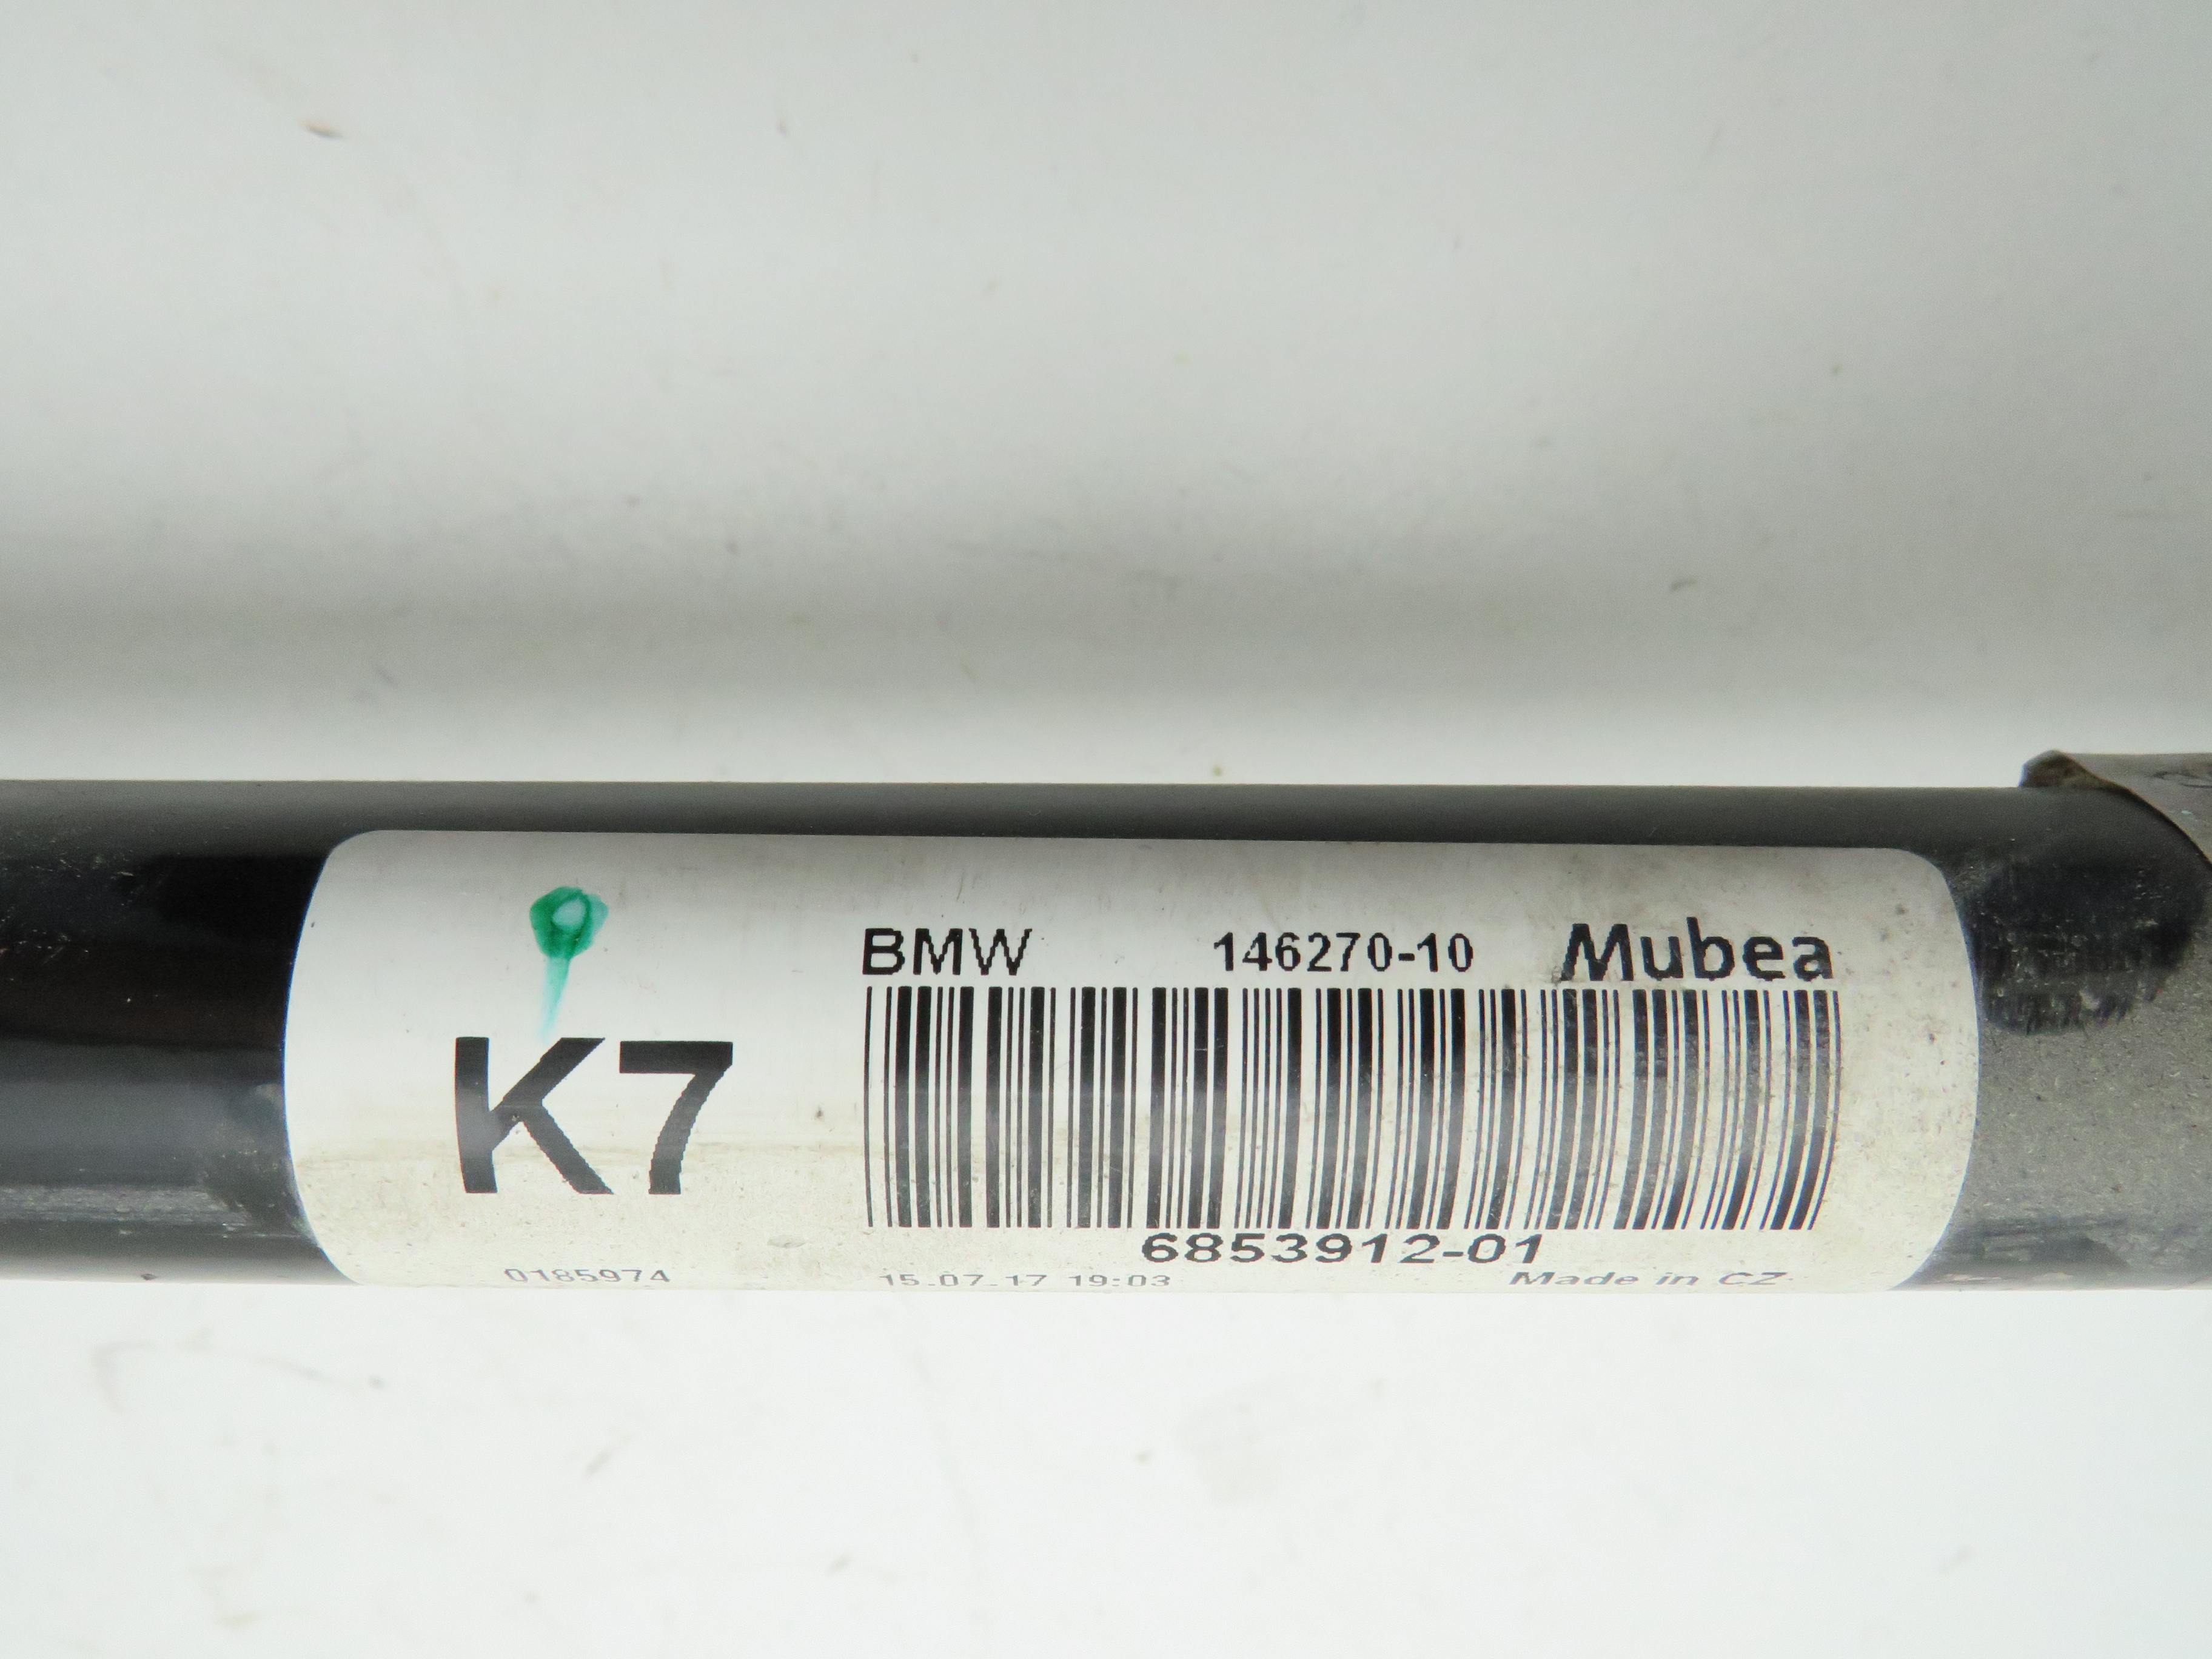 BMW 146270-10 Mubea
K7
6853912-01
0185974 15.07.17 19:03 Made in CZ